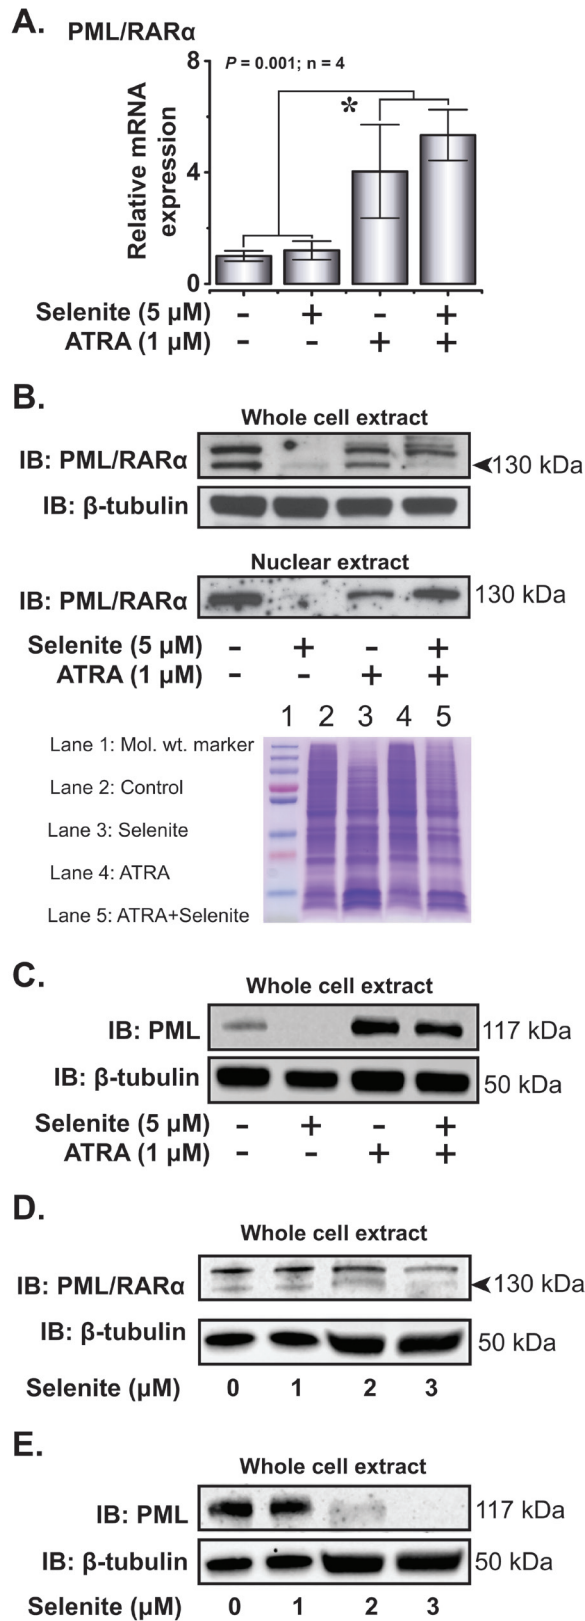 A.
PML/RARα
P = 0.001; n = 4
Relative mRNA
expression
8
4
0
*
Selenite (5 µM) - + - +
ATRA (1 µM) - - + +
B.
Whole cell extract
IB: PML/RARα 130 kDa
IB: β-tubulin
Nuclear extract
IB: PML/RARα 130 kDa
Selenite (5 µM) - + - +
ATRA (1 µM) - - + +
1 2 3 4 5
Lane 1: Mol. wt. marker
Lane 2: Control
Lane 3: Selenite
Lane 4: ATRA
Lane 5: ATRA+Selenite
C.
Whole cell extract
IB: PML 117 kDa
IB: β-tubulin 50 kDa
Selenite (5 µM) - + - +
ATRA (1 µM) - - + +
D.
Whole cell extract
IB: PML/RARα 130 kDa
IB: β-tubulin 50 kDa
Selenite (µM) 0 1 2 3
E.
Whole cell extract
IB: PML 117 kDa
IB: β-tubulin 50 kDa
Selenite (µM) 0 1 2 3